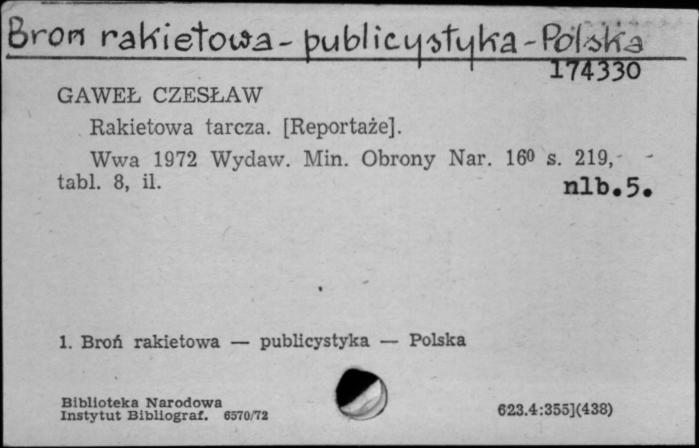 Broń rakietowa - publicystyka - Polska
174330
GAWEŁ CZESŁAW
Rakietowa tarcza. [Reportaże].
Wwa 1972 Wydaw. Min. Obrony Nar. 16⁰ s. 219,- -
tabl. 8, il. nlb.5.
1. Broń rakietowa — publicystyka — Polska
Biblioteka Narodowa
Instytut Bibliograf. 6570/72 623.4:355](438)